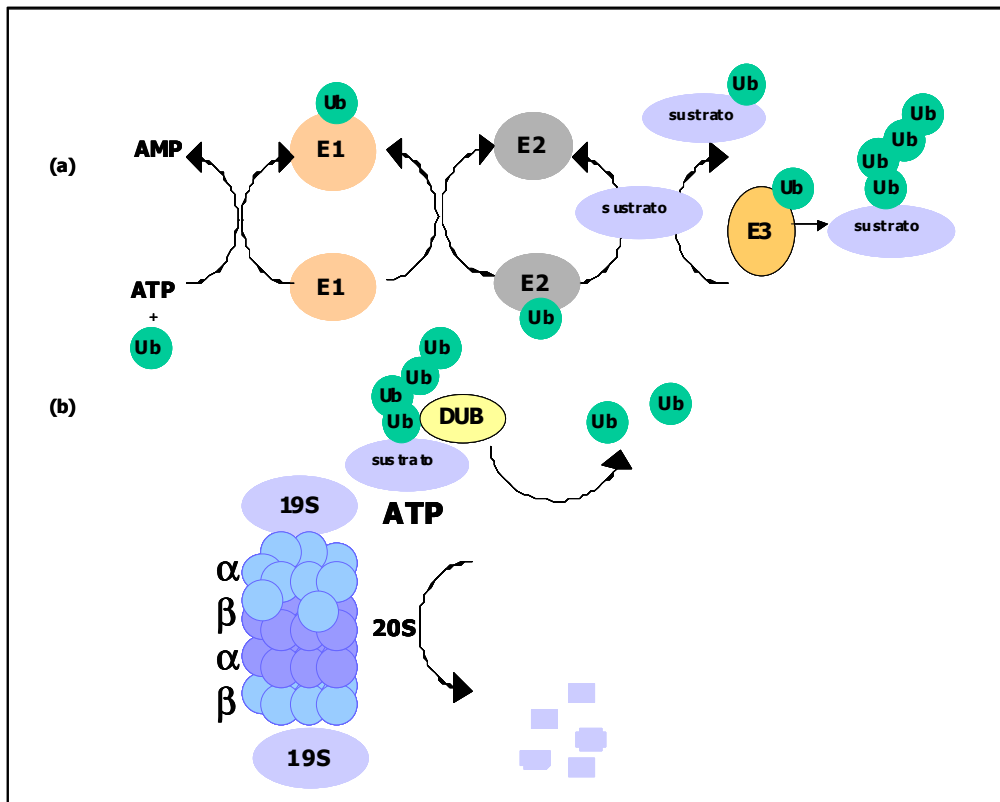 (a)
AMP
ATP
+
Ub
Ub
E1
E1
E2
E2
Ub
sustrato
Ub
sustrato
Ub
E3
Ub
Ub
Ub
Ub
sustrato
(b)
Ub
Ub
Ub
Ub
DUB
sustrato
ATP
Ub
Ub
19S
α
β
α
β
20S
19S